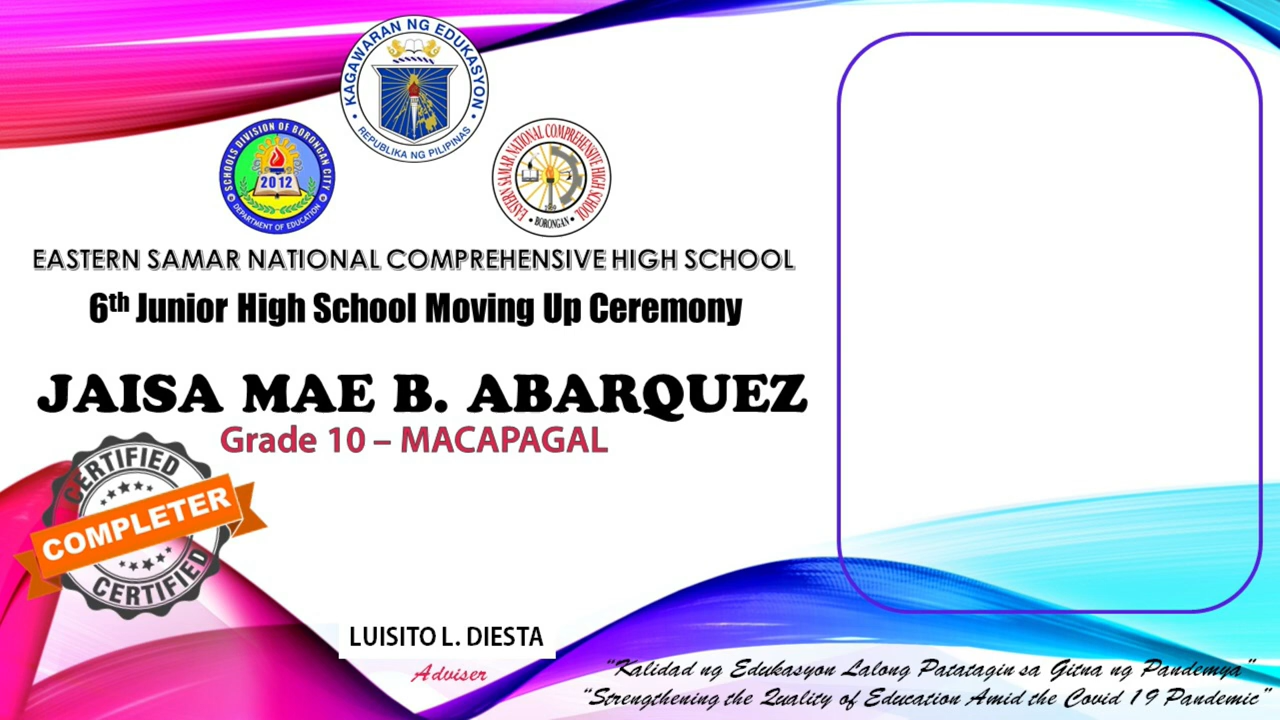 KAGAWARAN NG EDUKASYON
REPUBLIKA NG PILIPINAS
SCHOOLS DIVISION OF BORONGAN CITY
2012
DEPARTMENT OF EDUCATION
EASTERN SAMAR NATIONAL COMPREHENSIVE HIGH SCHOOL
BORONGAN
EASTERN SAMAR NATIONAL COMPREHENSIVE HIGH SCHOOL
6th Junior High School Moving Up Ceremony
JAISA MAE B. ABARQUEZ
Grade 10 – MACAPAGAL
CERTIFIED
COMPLETER
CERTIFIED
LUISITO L. DIESTA
Adviser
“Kalidad ng Edukasyon Lalong Patatagin sa Gitna ng Pandemya”
“Strengthening the Quality of Education Amid the Covid 19 Pandemic”